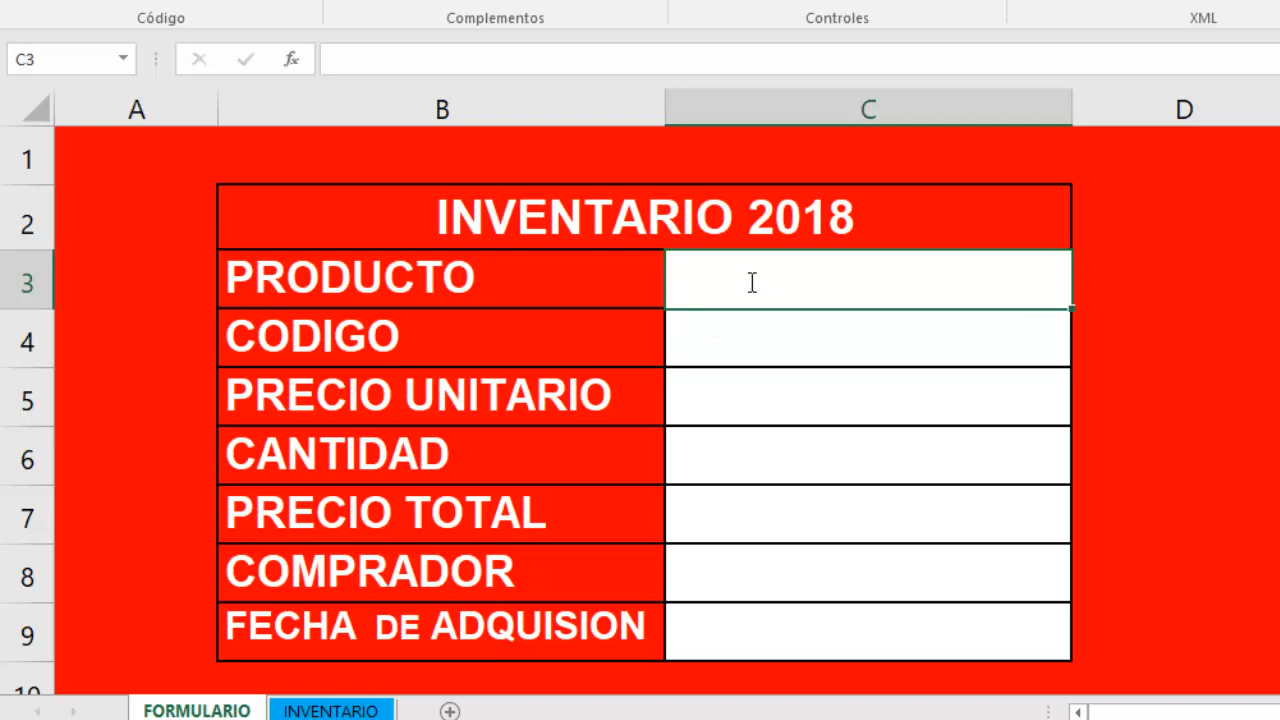 Código Complementos Controles XML
C3 fx
A B C D
1
2 INVENTARIO 2018
3 PRODUCTO
4 CODIGO
5 PRECIO UNITARIO
6 CANTIDAD
7 PRECIO TOTAL
8 COMPRADOR
9 FECHA DE ADQUISION
10
FORMULARIO INVENTARIO